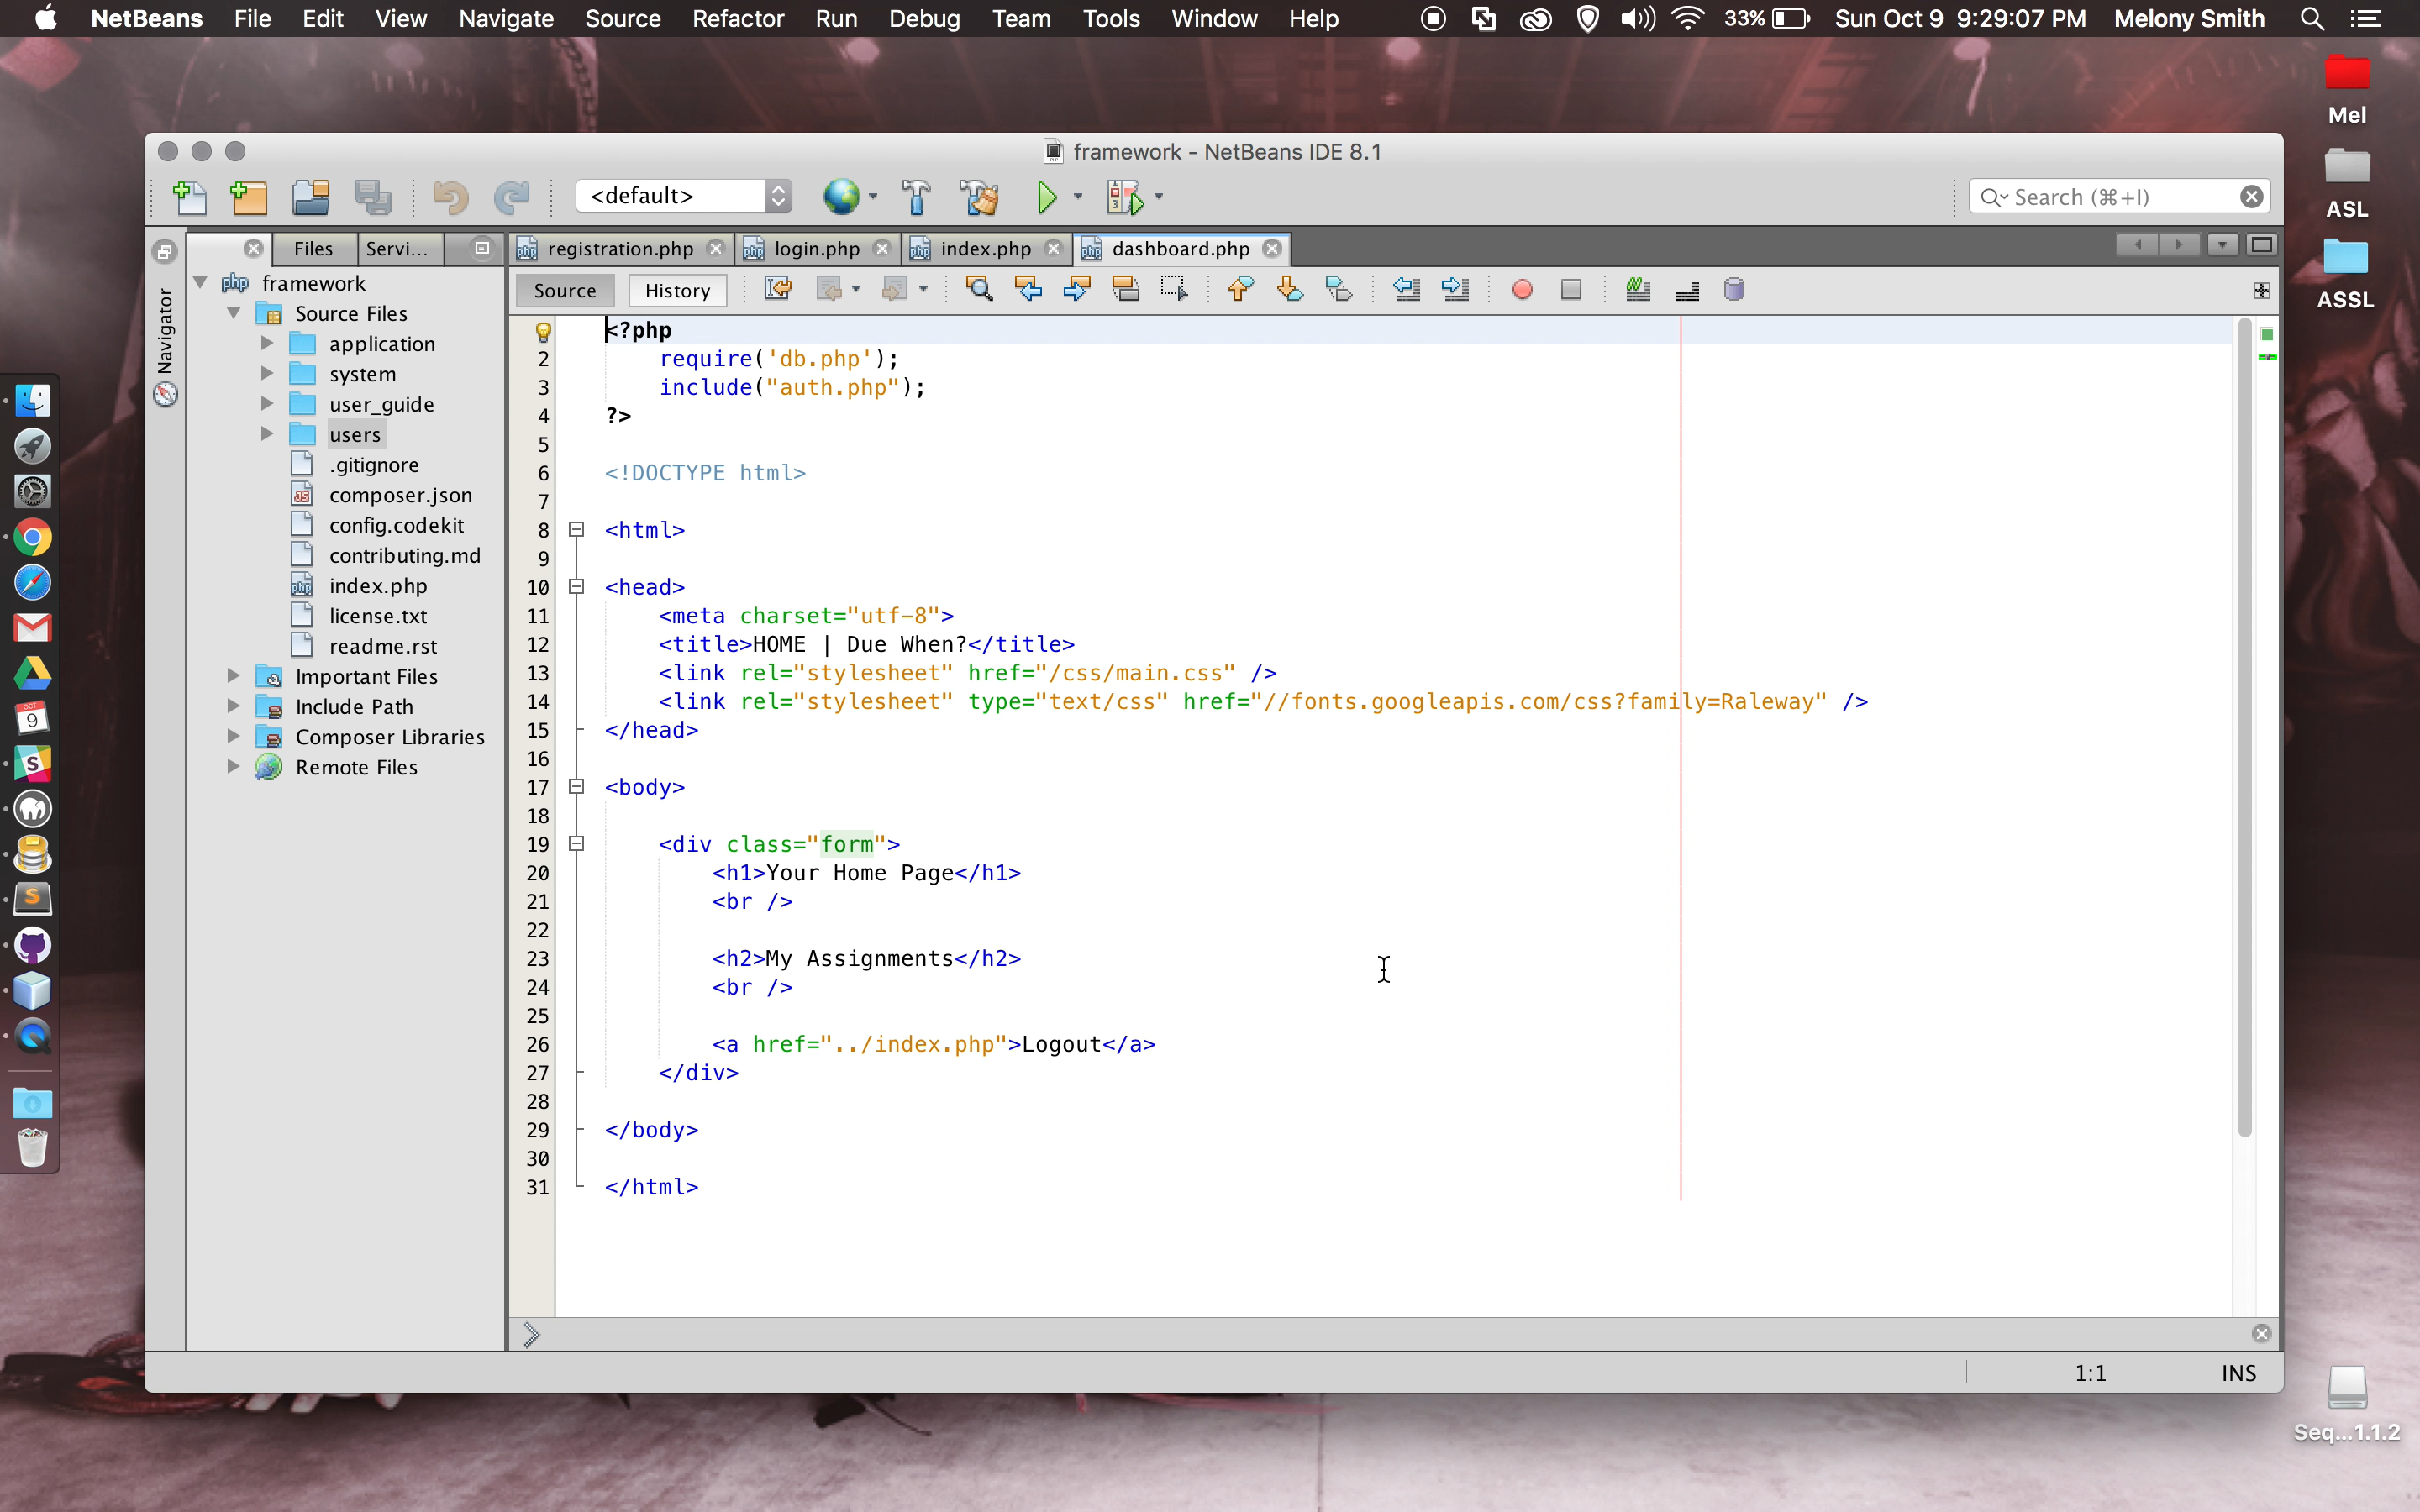 NetBeans File Edit View Navigate Source Refactor Run Debug Team Tools Window Help 33% Sun Oct 9 9:29:07 PM Melony Smith
Mel
ASL
ASSL
Seq...1.1.2
framework - NetBeans IDE 8.1
<default>
Search (⌘+I)
Files Servi...
registration.php login.php index.php dashboard.php
Source History
Navigator
framework
Source Files
application
system
user_guide
users
.gitignore
composer.json
config.codekit
contributing.md
index.php
license.txt
readme.rst
Important Files
Include Path
Composer Libraries
Remote Files
<?php
2 require('db.php');
3 include("auth.php");
4 ?>
5
6 <!DOCTYPE html>
7
8 <html>
9
10 <head>
11 <meta charset="utf-8">
12 <title>HOME | Due When?</title>
13 <link rel="stylesheet" href="/css/main.css" />
14 <link rel="stylesheet" type="text/css" href="//fonts.googleapis.com/css?family=Raleway" />
15 </head>
16
17 <body>
18
19 <div class="form">
20 <h1>Your Home Page</h1>
21 <br />
22
23 <h2>My Assignments</h2>
24 <br />
25
26 <a href="../index.php">Logout</a>
27 </div>
28
29 </body>
30
31 </html>
1:1 INS